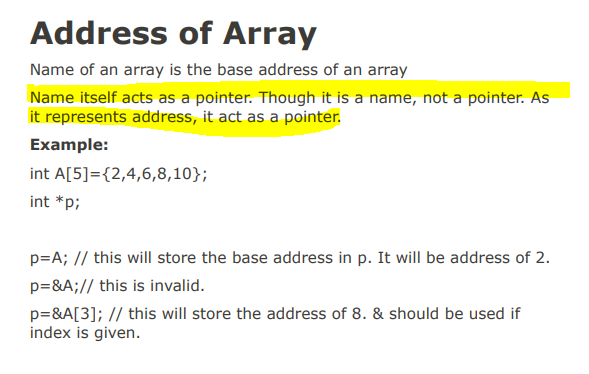 Address of Array
Name of an array is the base address of an array
Name itself acts as a pointer. Though it is a name, not a pointer. As
it represents address, it act as a pointer.
Example:
int A[5]={2,4,6,8,10};
int *p;
p=A; // this will store the base address in p. It will be address of 2.
p=&A;// this is invalid.
p=&A[3]; // this will store the address of 8. & should be used if
index is given.